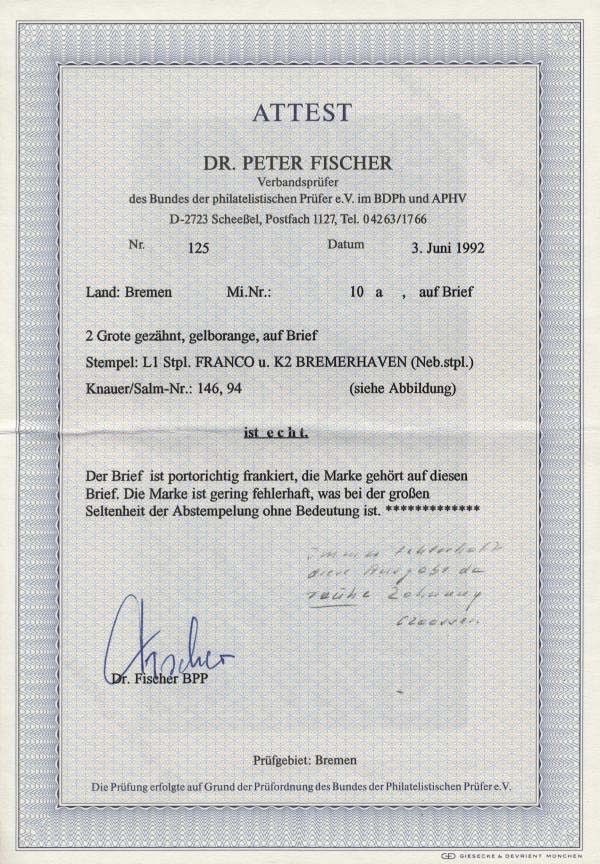 ATTEST
DR. PETER FISCHER
Verbandsprüfer
des Bundes der philatelistischen Prüfer e.V. im BDPh und APHV
D-2723 Scheeßel, Postfach 1127, Tel. 04263/1766
Nr. 125 Datum 3. Juni 1992
Land: Bremen Mi.Nr.: 10 a , auf Brief
2 Grote gezähnt, gelborange, auf Brief
Stempel: L1 Stpl. FRANCO u. K2 BREMERHAVEN (Neb.stpl.)
Knauer/Salm-Nr.: 146, 94 (siehe Abbildung)
ist echt.
Der Brief ist portorichtig frankiert, die Marke gehört auf diesen
Brief. Die Marke ist gering fehlerhaft, was bei der großen
Seltenheit der Abstempelung ohne Bedeutung ist. *************
diese Ausgabe da
Fischer
Dr. Fischer BPP
Prüfgebiet: Bremen
Die Prüfung erfolgte auf Grund der Prüfordnung des Bundes der Philatelistischen Prüfer e.V.
GD GIESECKE & DEVRIENT MÜNCHEN